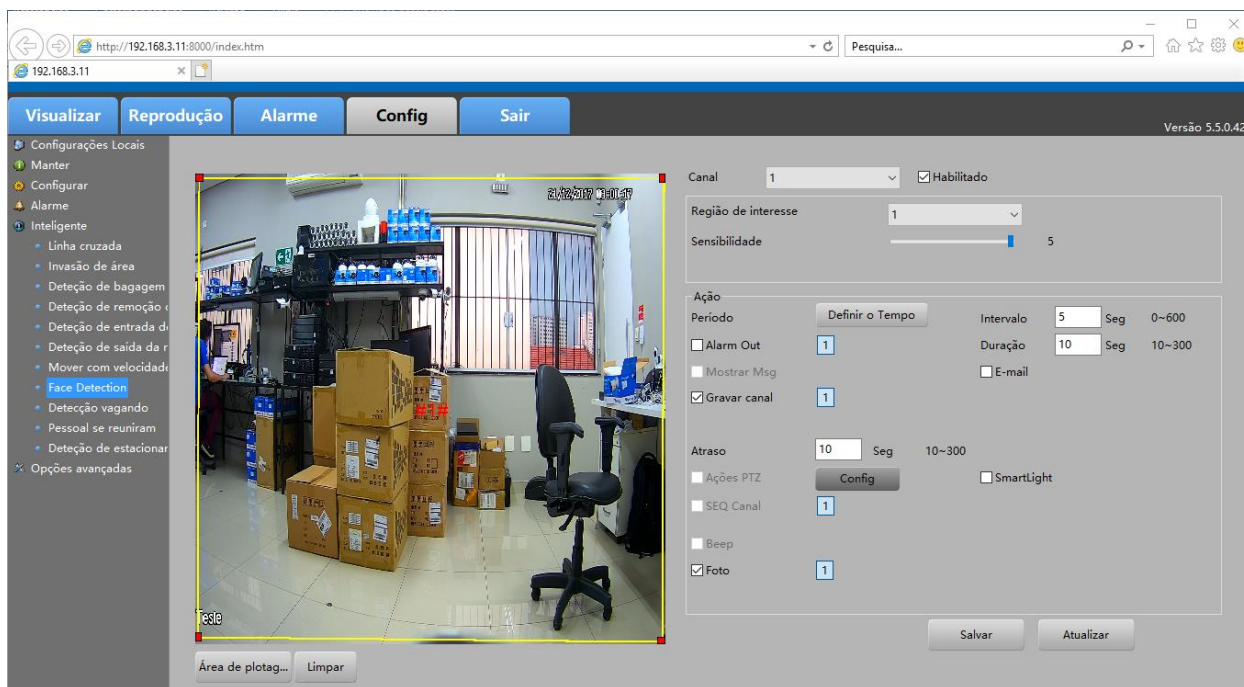 http://192.168.3.11:8000/index.htm
Pesquisa...
192.168.3.11
Visualizar Reprodução Alarme Config Sair
Versão 5.5.0.42
Configurações Locais
Manter
Configurar
Alarme
Inteligente
Linha cruzada
Invasão de área
Deteção de bagagem
Deteção de remoção
Deteção de entrada d
Deteção de saída da r
Mover com velocidade
Face Detection
Detecção vagando
Pessoal se reuniram
Deteção de estacionar
Opções avançadas
#1#
Teste
Área de plotag... Limpar
Canal 1 Habilitado
Região de interesse 1
Sensibilidade 5
Ação
Período Definir o Tempo Intervalo 5 Seg 0~600
Alarm Out 1 Duração 10 Seg 10~300
Mostrar Msg E-mail
Gravar canal 1
Atraso 10 Seg 10~300
Ações PTZ Config SmartLight
SEQ Canal 1
Beep
Foto 1
Salvar Atualizar